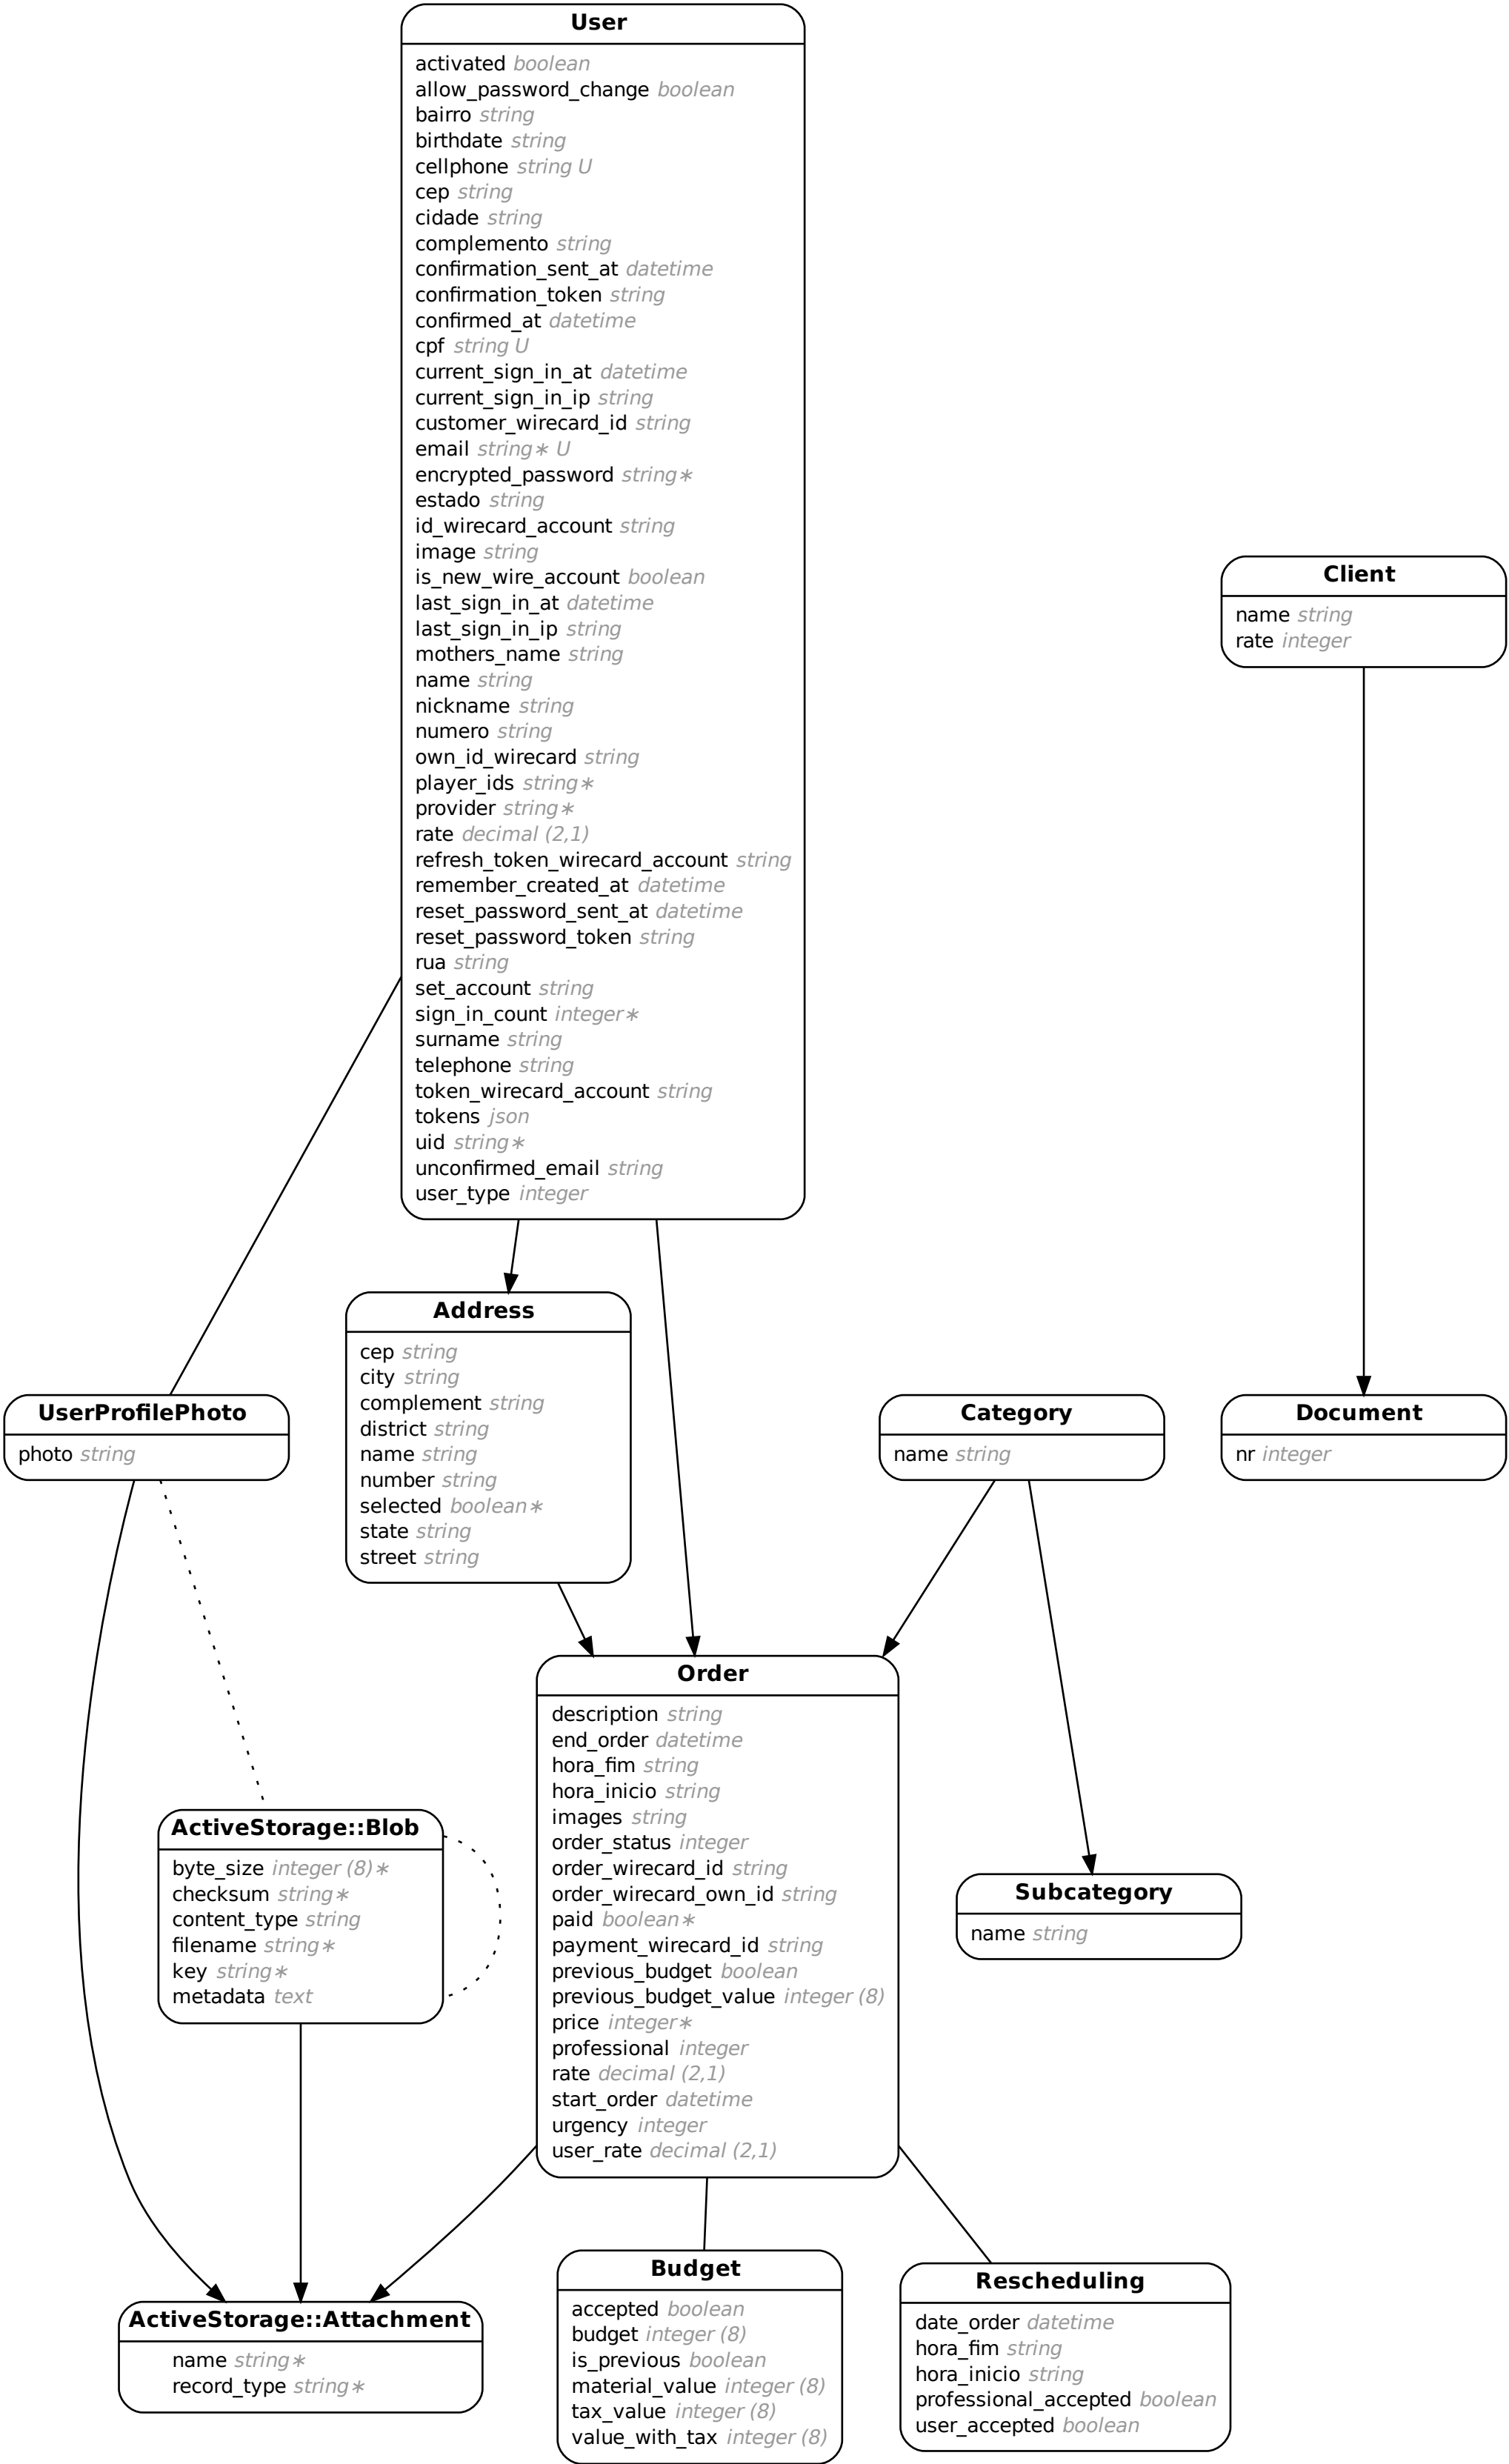 User
activated boolean
allow_password_change boolean
bairro string
birthdate string
cellphone string U
cep string
cidade string
complemento string
confirmation_sent_at datetime
confirmation_token string
confirmed_at datetime
cpf string U
current_sign_in_at datetime
current_sign_in_ip string
customer_wirecard_id string
email string∗ U
encrypted_password string∗
estado string
id_wirecard_account string
image string
is_new_wire_account boolean
last_sign_in_at datetime
last_sign_in_ip string
mothers_name string
name string
nickname string
numero string
own_id_wirecard string
player_ids string∗
provider string∗
rate decimal (2,1)
refresh_token_wirecard_account string
remember_created_at datetime
reset_password_sent_at datetime
reset_password_token string
rua string
set_account string
sign_in_count integer∗
surname string
telephone string
token_wirecard_account string
tokens json
uid string∗
unconfirmed_email string
user_type integer
Client
name string
rate integer
Address
cep string
city string
complement string
district string
name string
number string
selected boolean∗
state string
street string
UserProfilePhoto
photo string
Category
name string
Document
nr integer
Order
description string
end_order datetime
hora_fim string
hora_inicio string
images string
order_status integer
order_wirecard_id string
order_wirecard_own_id string
paid boolean∗
payment_wirecard_id string
previous_budget boolean
previous_budget_value integer (8)
price integer∗
professional integer
rate decimal (2,1)
start_order datetime
urgency integer
user_rate decimal (2,1)
ActiveStorage::Blob
byte_size integer (8)∗
checksum string∗
content_type string
filename string∗
key string∗
metadata text
Subcategory
name string
ActiveStorage::Attachment
name string∗
record_type string∗
Budget
accepted boolean
budget integer (8)
is_previous boolean
material_value integer (8)
tax_value integer (8)
value_with_tax integer (8)
Rescheduling
date_order datetime
hora_fim string
hora_inicio string
professional_accepted boolean
user_accepted boolean